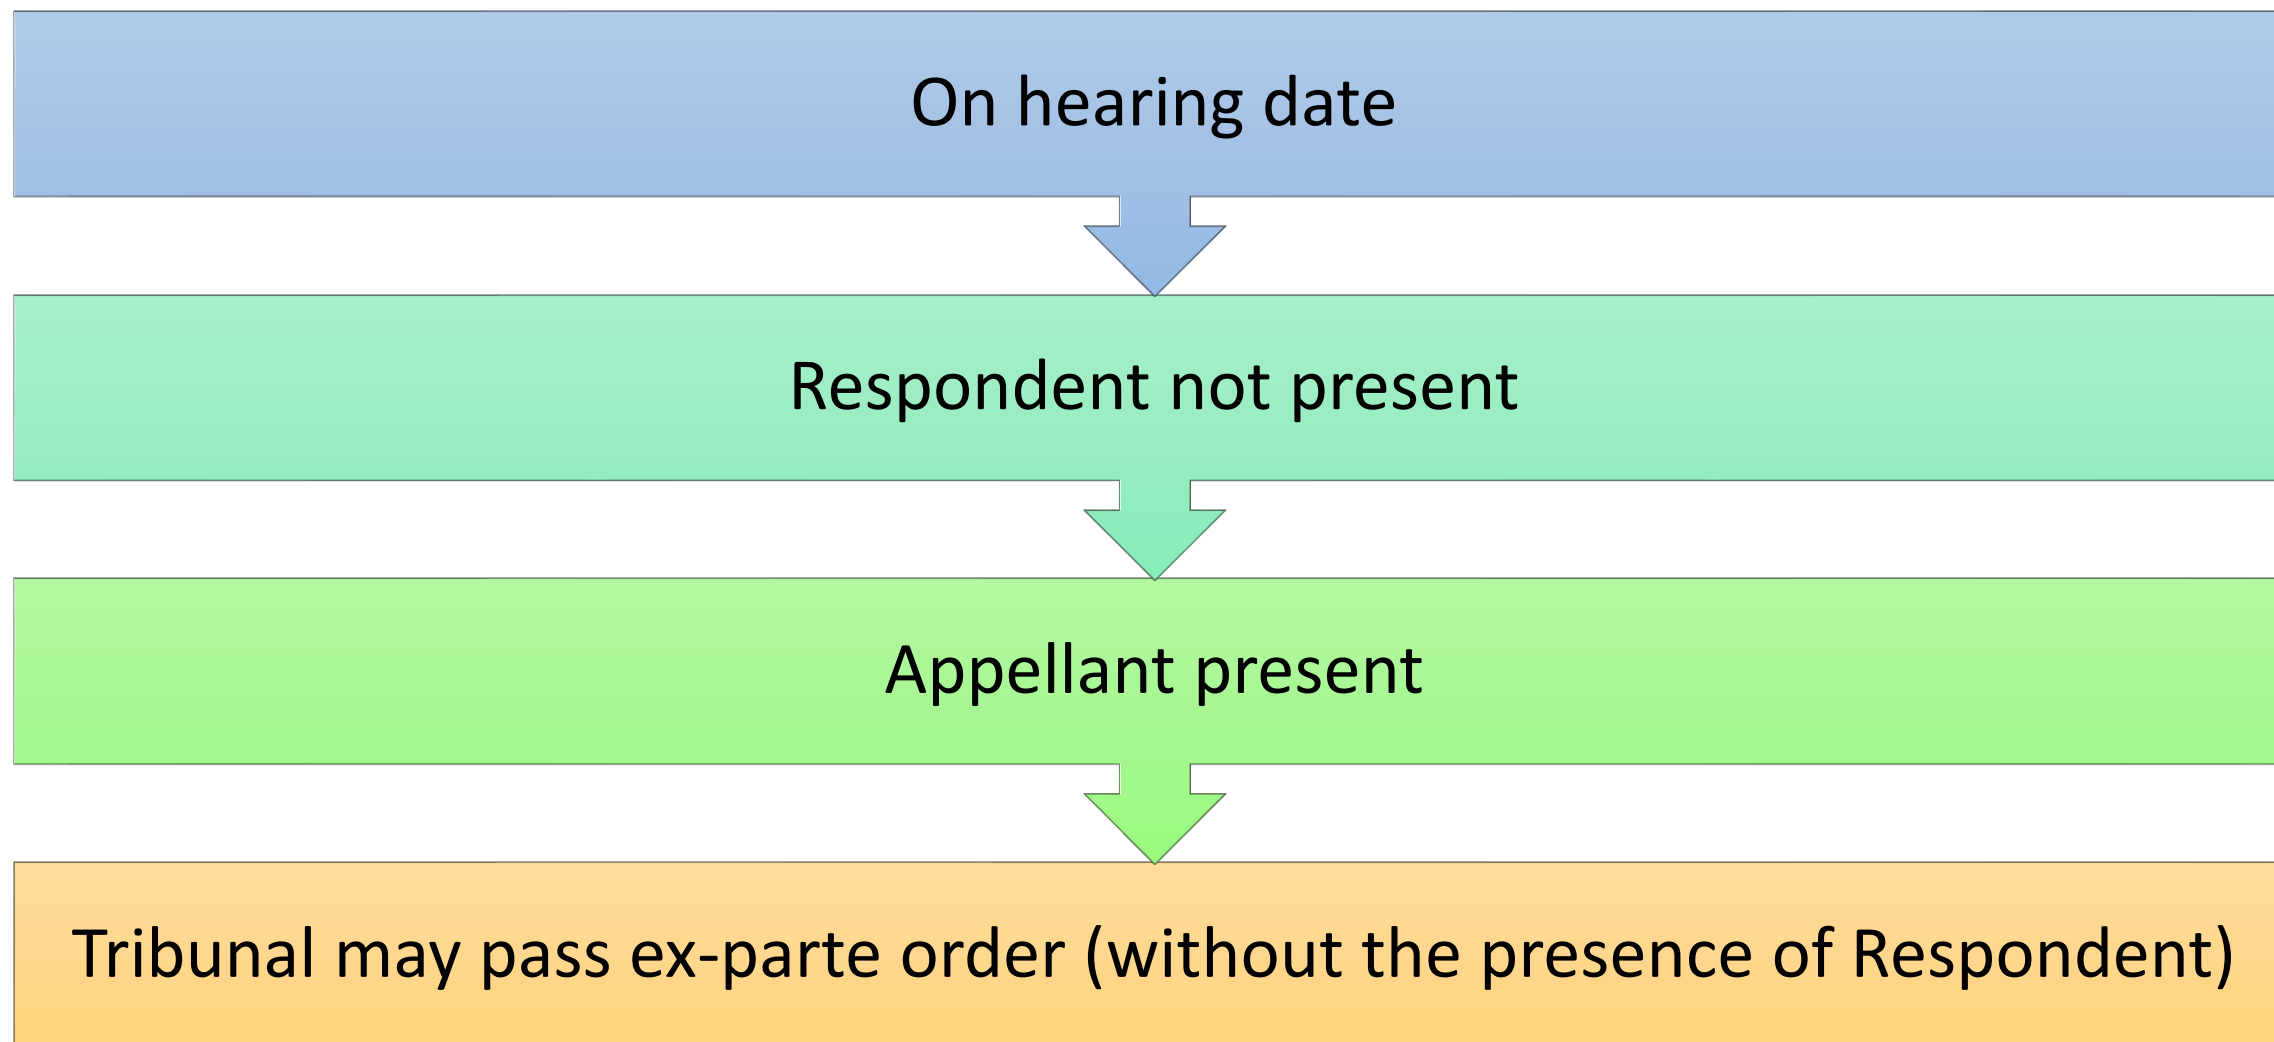 On hearing date
Respondent not present
Appellant present
Tribunal may pass ex-parte order (without the presence of Respondent)